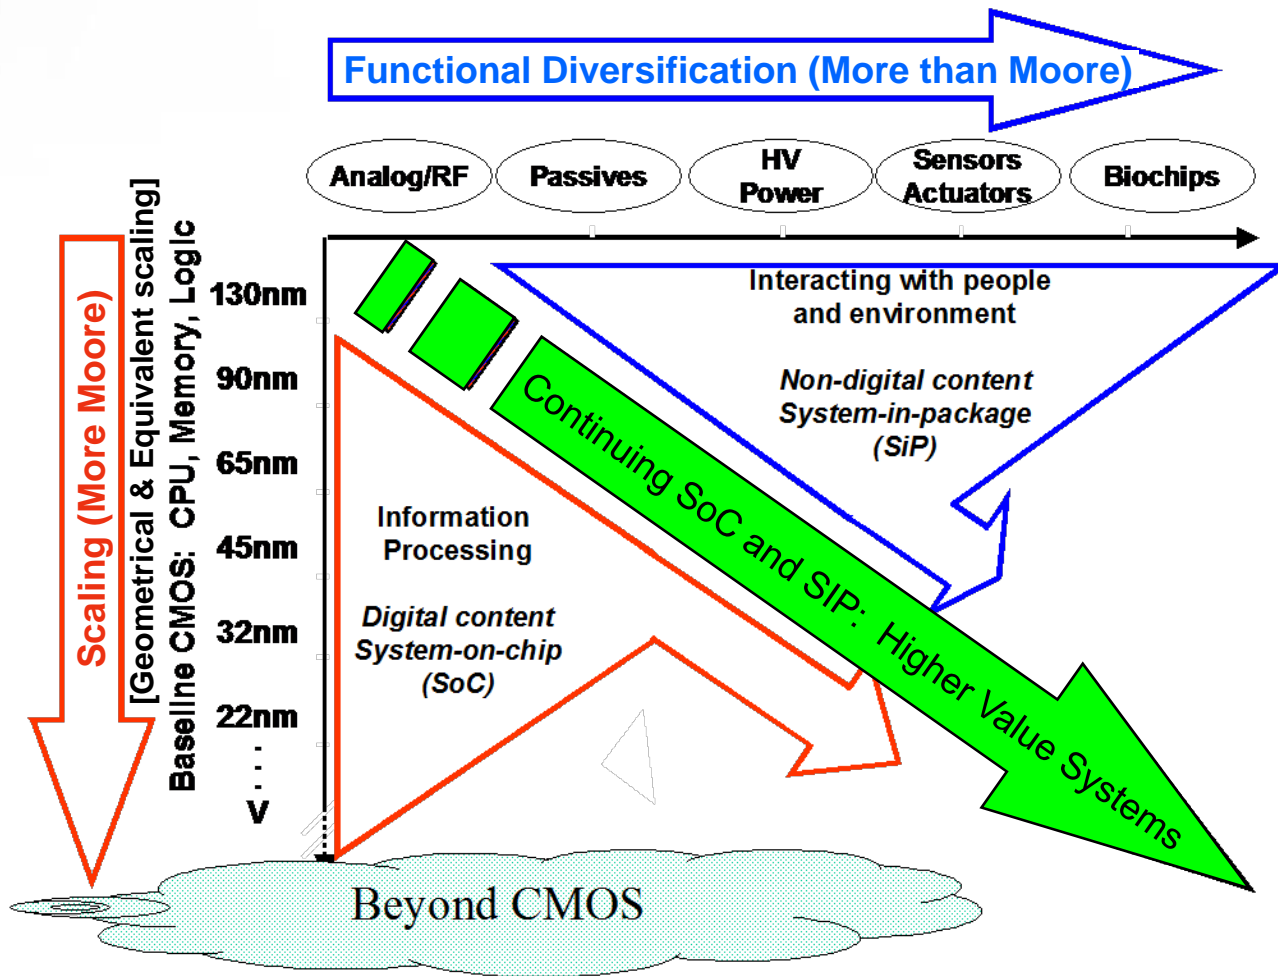 Functional Diversification (More than Moore)
Analog/RF
Passives
HV
Power
Sensors
Actuators
Biochips
Scaling (More Moore)
[Geometrical & Equivalent scaling]
Baseline CMOS: CPU, Memory, Logic
130nm
90nm
65nm
45nm
32nm
22nm
V
Interacting with people
and environment
Non-digital content
System-in-package
(SiP)
Continuing SoC and SIP: Higher Value Systems
Information
Processing
Digital content
System-on-chip
(SoC)
Beyond CMOS